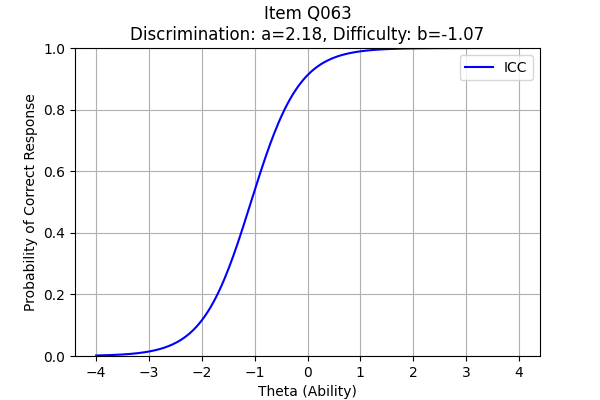 Item Q063
Discrimination: a=2.18, Difficulty: b=-1.07
1.0
ICC
0.8
0.6
0.4
0.2
0.0
Probability of Correct Response
−4 −3 −2 −1 0 1 2 3 4
Theta (Ability)